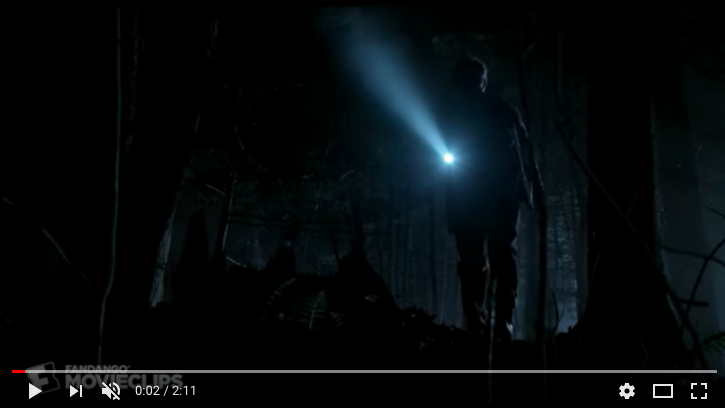 FANDANGO
MOVIECLIPS
0:02 / 2:11